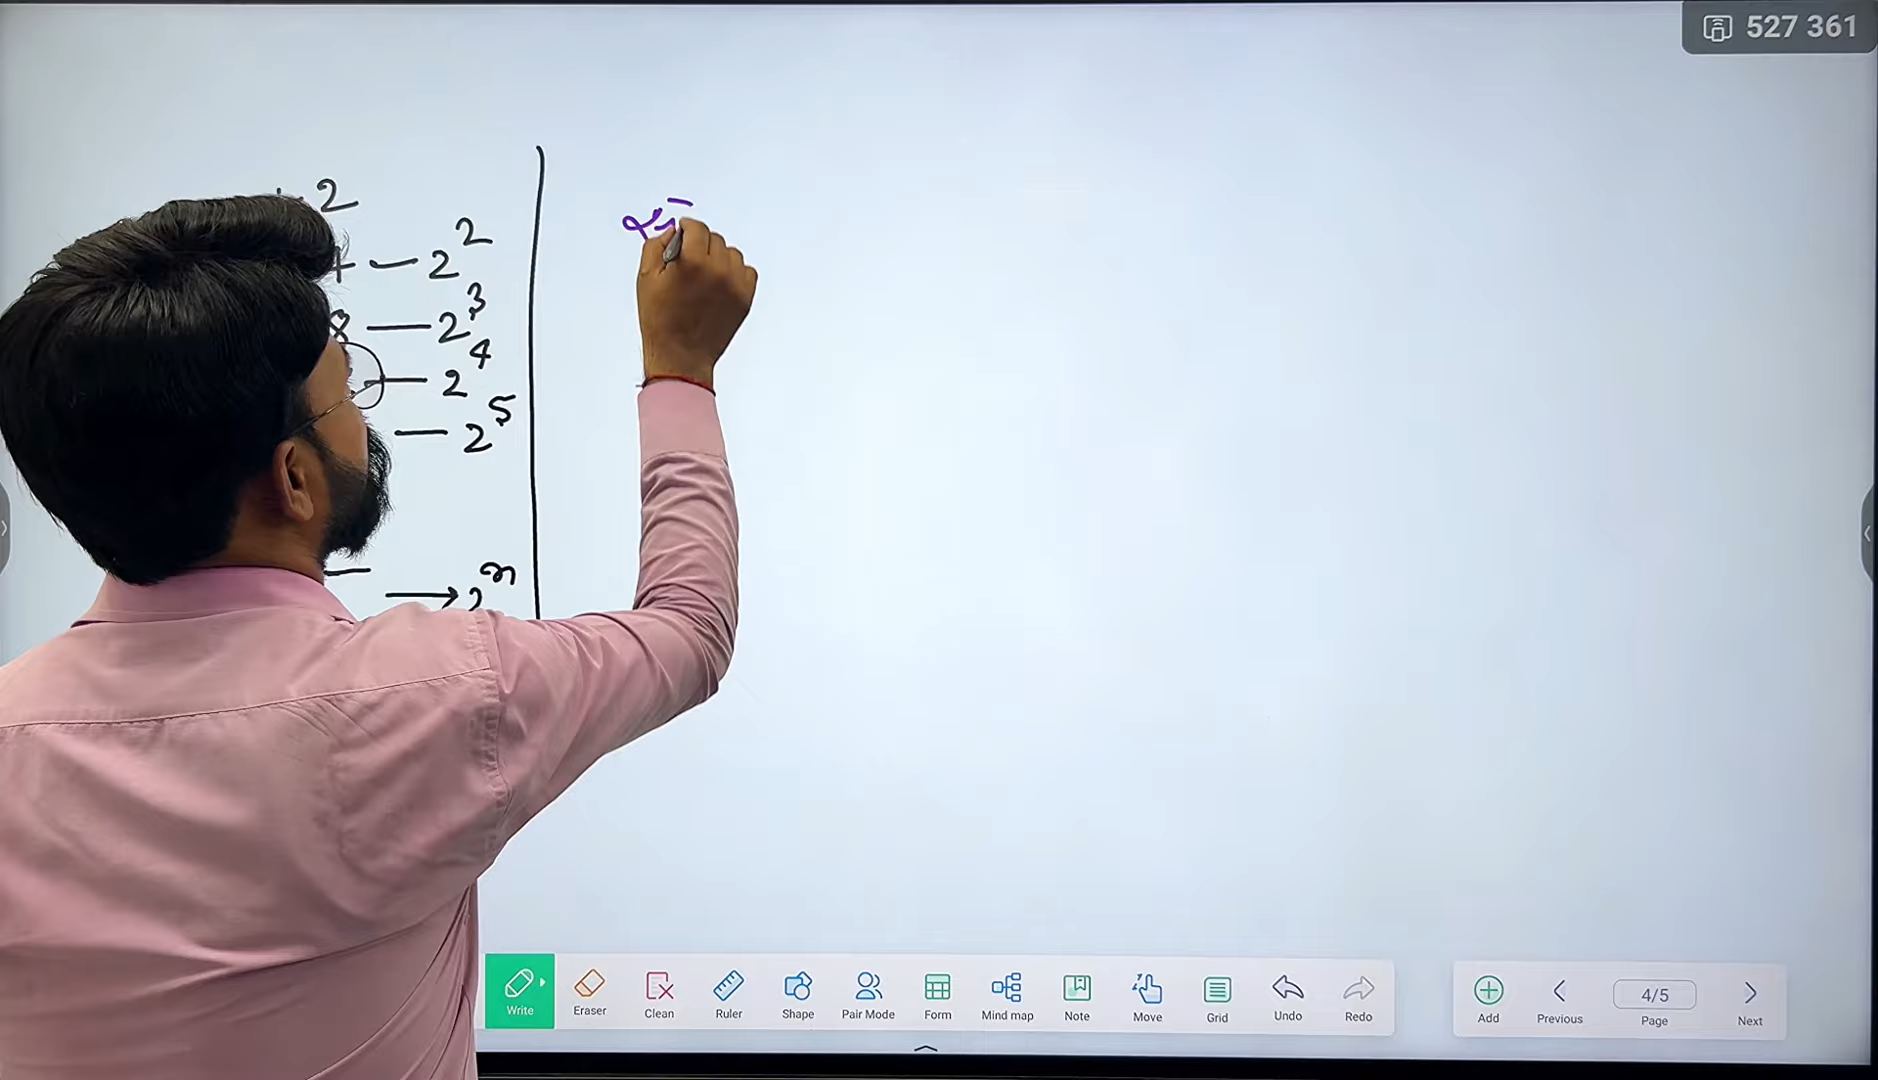 527 361
2
— 2²
8 — 2³
— 2⁴
— 2⁵
—
→ 2ⁿ
Write
Eraser
Clean
Ruler
Shape
Pair Mode
Form
Mind map
Note
Move
Grid
Undo
Redo
Add
Previous
4/5
Page
Next